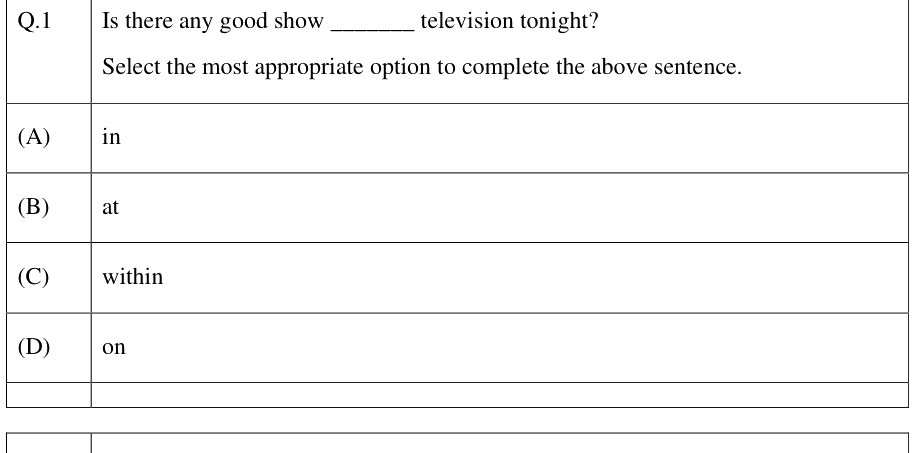 Q.1 Is there any good show _______ television tonight?
Select the most appropriate option to complete the above sentence.
(A) in
(B) at
(C) within
(D) on